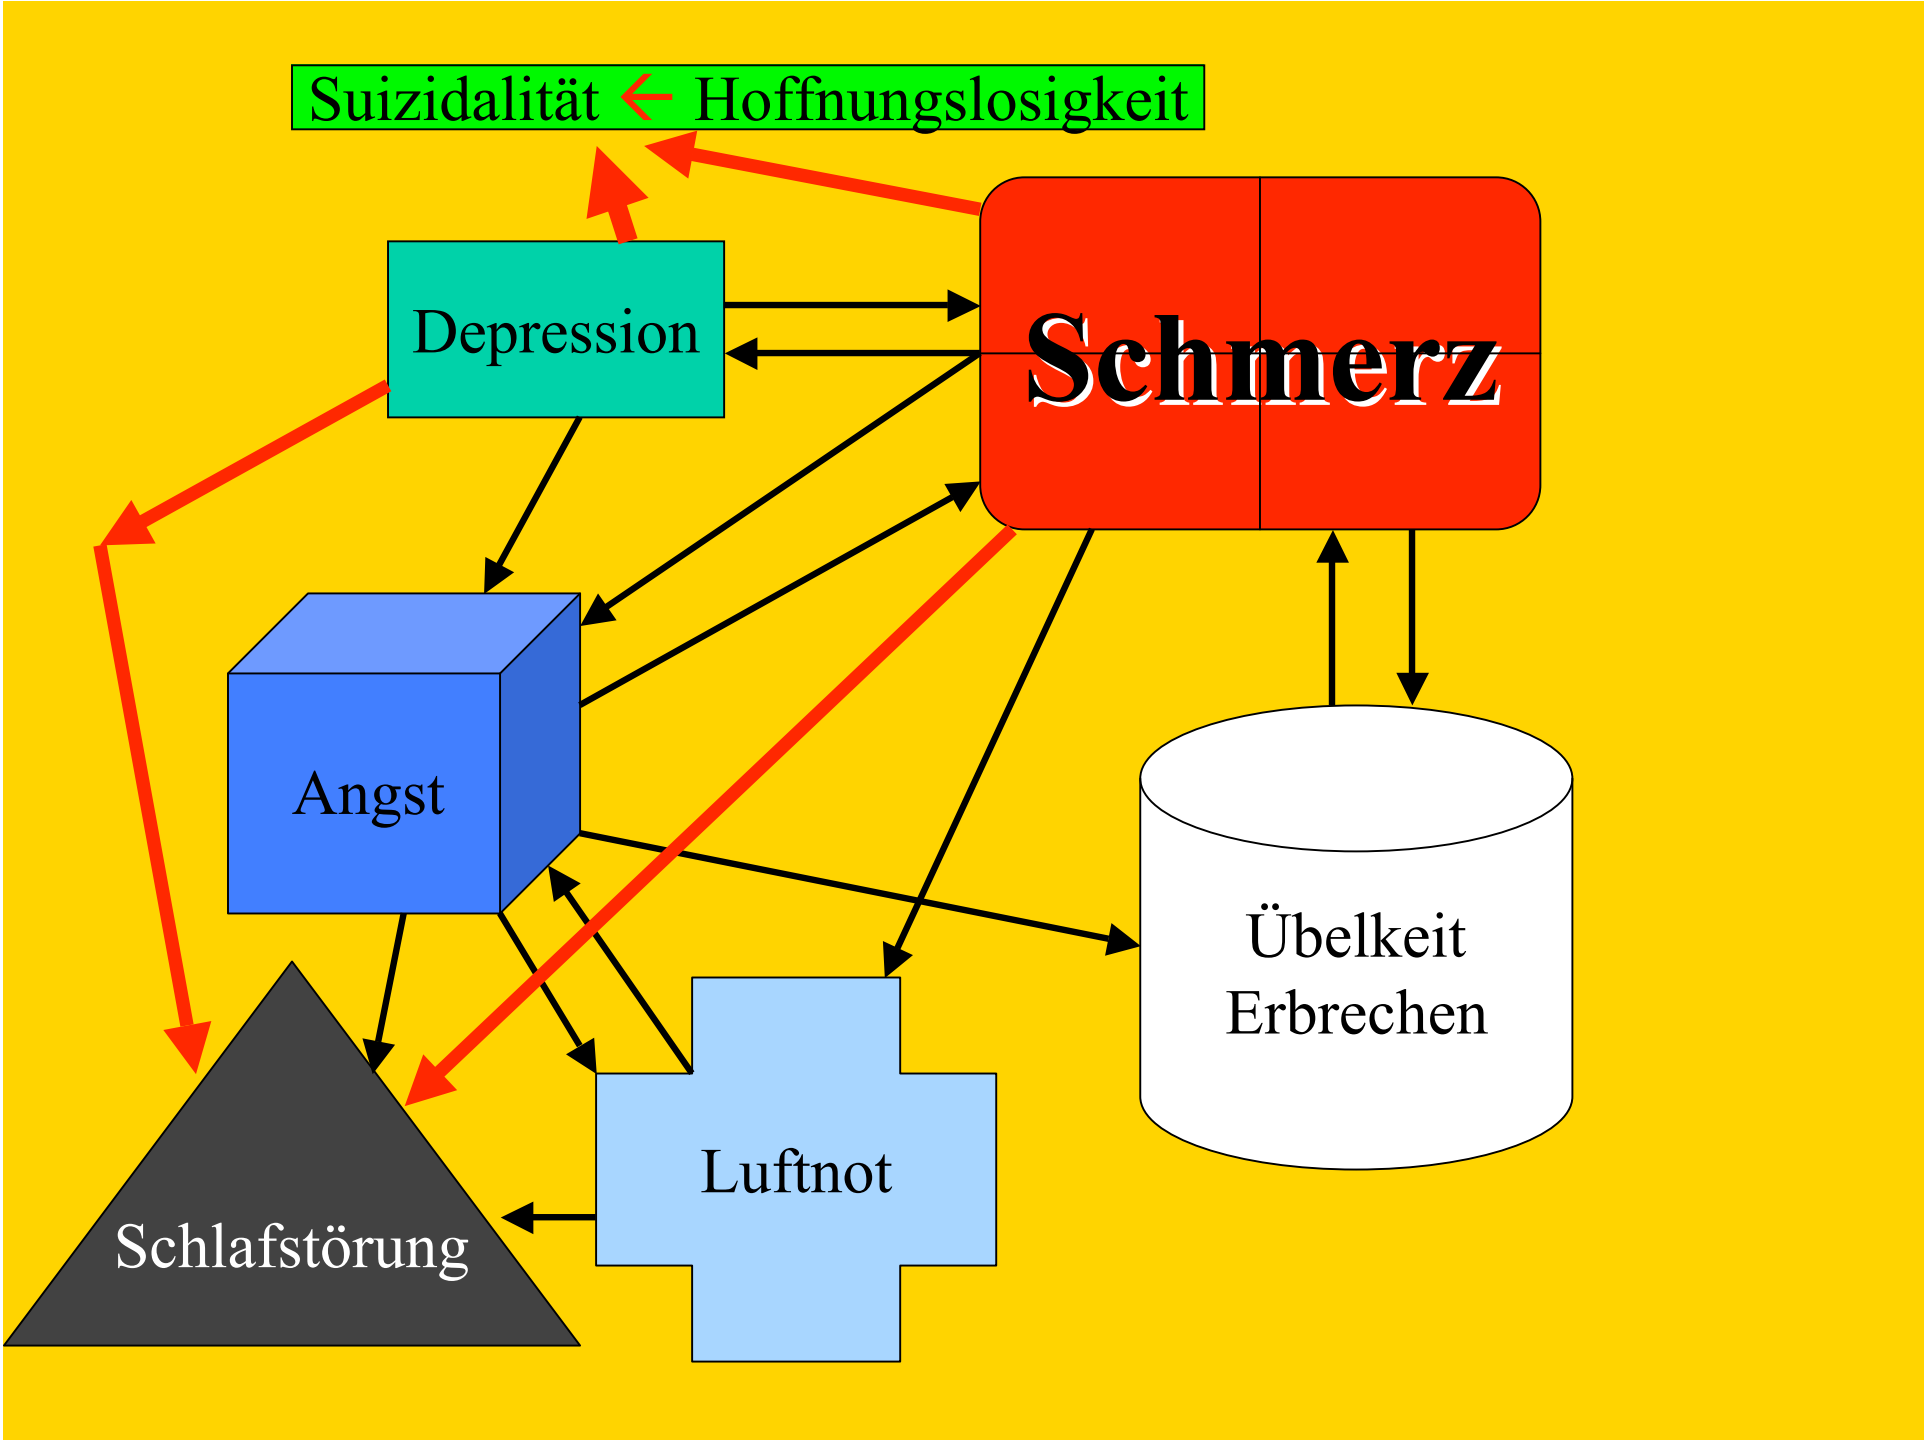 Suizidalität ← Hoffnungslosigkeit
Depression
Schmerz
Angst
Übelkeit
Erbrechen
Luftnot
Schlafstörung